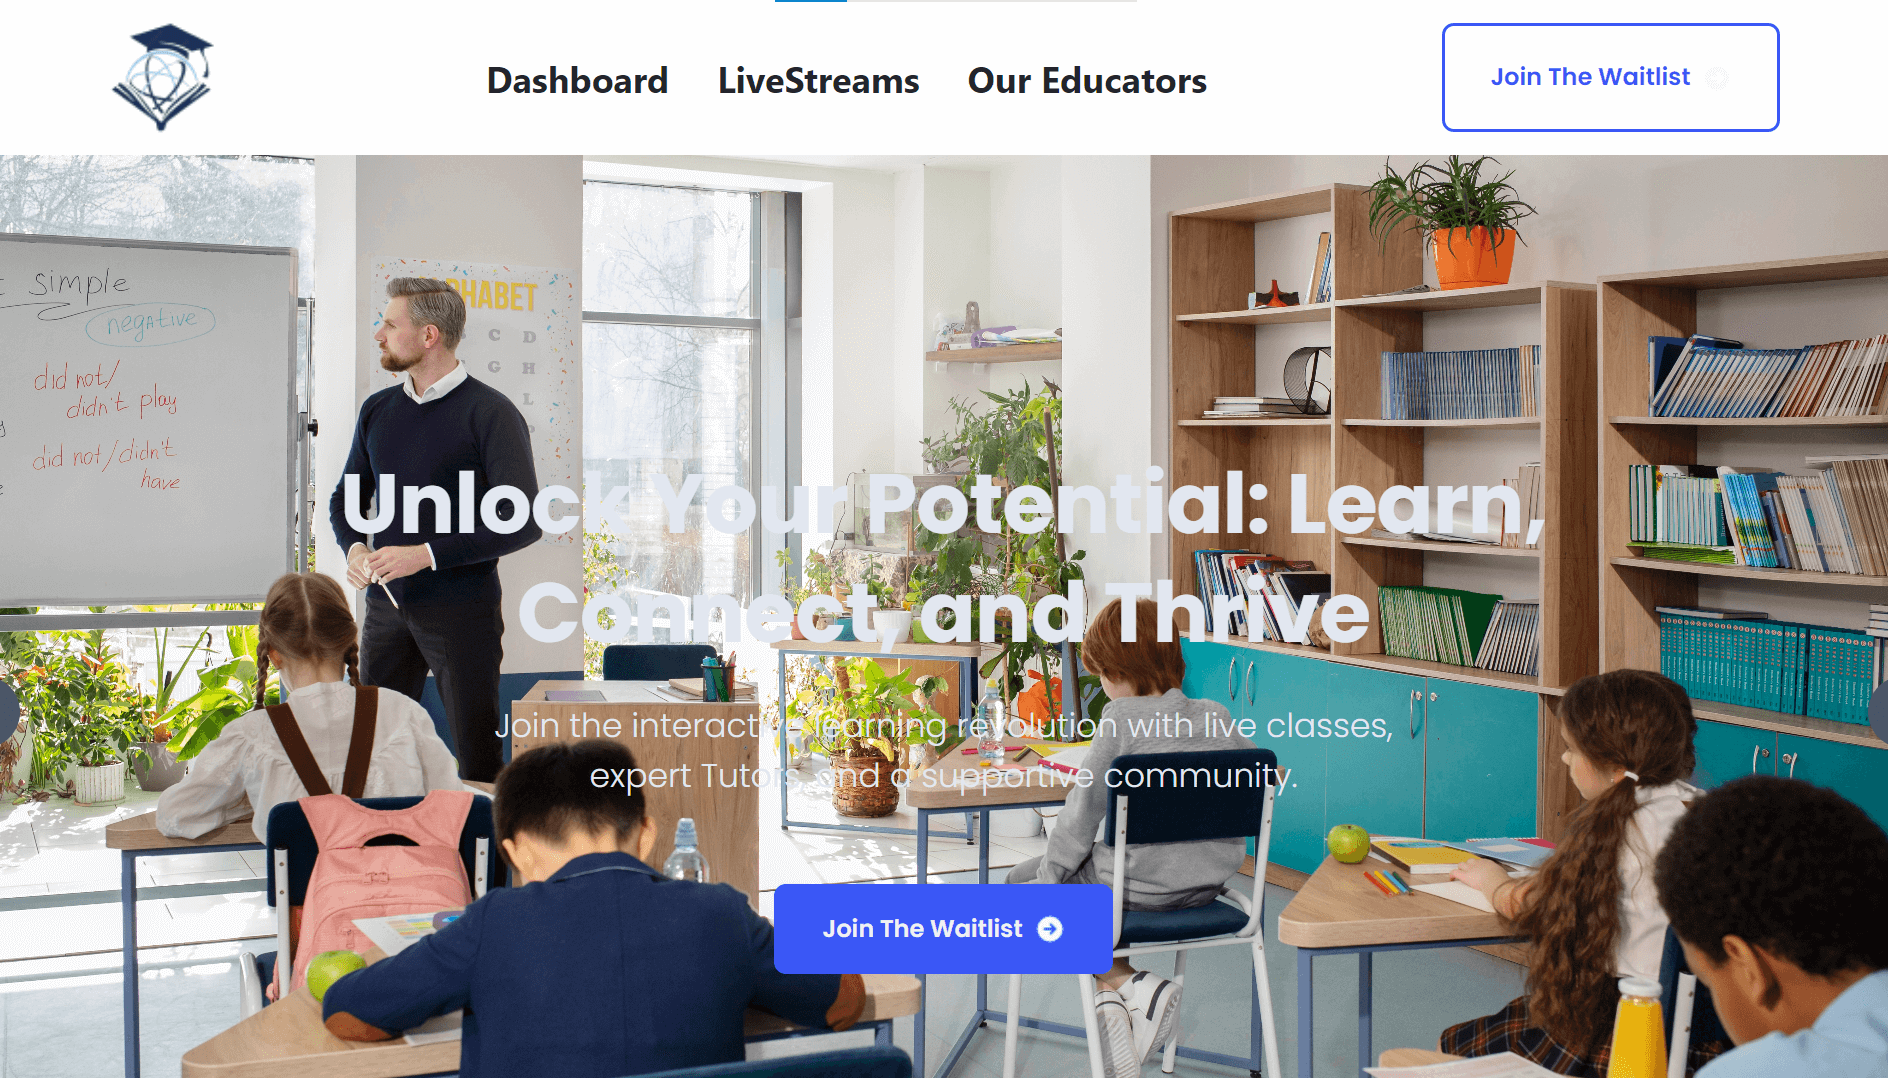 Dashboard LiveStreams Our Educators
Join The Waitlist
simple
negative
ABET
did not/
didn't play
C D
G H
L
did not/didn't
have
Unlock Your Potential: Learn,
Connect, and Thrive
Join the interactive learning revolution with live classes,
expert Tutors, and a supportive community.
Join The Waitlist